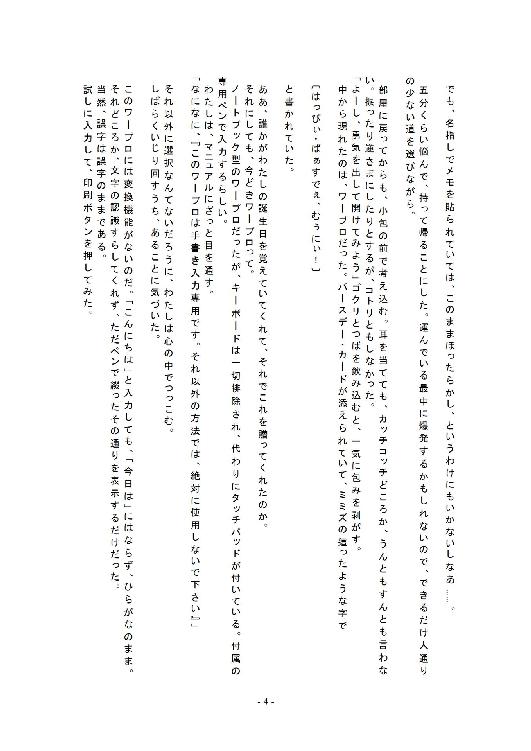 でも、名指しでメモを貼られていては、このままほったらかし、というわけにもいかないしなあ……。
五分くらい悩んで、持って帰ることにした。運んでいる最中に爆発するかもしれないので、できるだけ人通り
の少ない道を選びながら。
部屋に戻ってからも、小包の前で考え込む。耳を当てても、カッチコッチどころか、うんともすんとも言わな
い。振ったり逆さまにしたりとするが、コトリともしなかった。
「よーし、勇気を出して開けてみよう」ゴクリとつばを飲み込むと、一気に包みを剥がす。
中から現れたのは、ワープロだった。バースデー・カードが添えられていて、ミミズの這ったような字で
［はっぴぃ・ばぁすでぇ、むぅにぃ！］
と書かれていた。
ああ、誰かがわたしの誕生日を覚えていてくれて、それでこれを贈ってくれたのか。
それにしても、今どきワープロって。
ノートブック型のワープロだったが、キーボードは一切排除され、代わりにタッチパッドが付いている。付属の
専用ペンで入力するらしい。
わたしは、マニュアルにざっと目を通す。
「なになに、『このワープロは手書き入力専用です。それ以外の方法では、絶対に使用しないで下さい』」
それ以外に選択なんてないだろうに、わたしは心の中でつっこむ。
しばらくいじり回すうち、あることに気づいた。
このワープロには変換機能がないのだ。「こんにちは」と入力しても、「今日は」にはならず、ひらがなのまま。
それどころか、文字の認識すらしてくれず、ただペンで綴ったその通りを表示するだけだった。
当然、誤字は誤字のままである。
試しに入力して、印刷ボタンを押してみた。
- 4 -